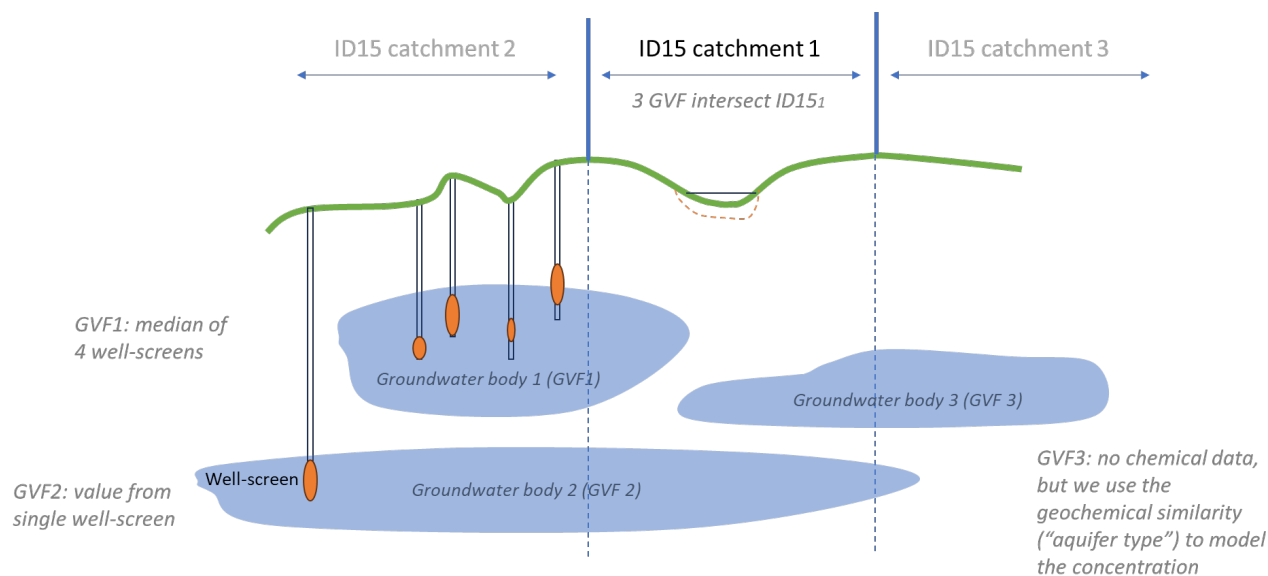 ID15 catchment 2
ID15 catchment 1
ID15 catchment 3
3 GVF intersect ID15₁
GVF1: median of
4 well-screens
Groundwater body 1 (GVF1)
Groundwater body 3 (GVF 3)
Well-screen
Groundwater body 2 (GVF 2)
GVF2: value from
single well-screen
GVF3: no chemical data,
but we use the
geochemical similarity
(“aquifer type”) to model
the concentration